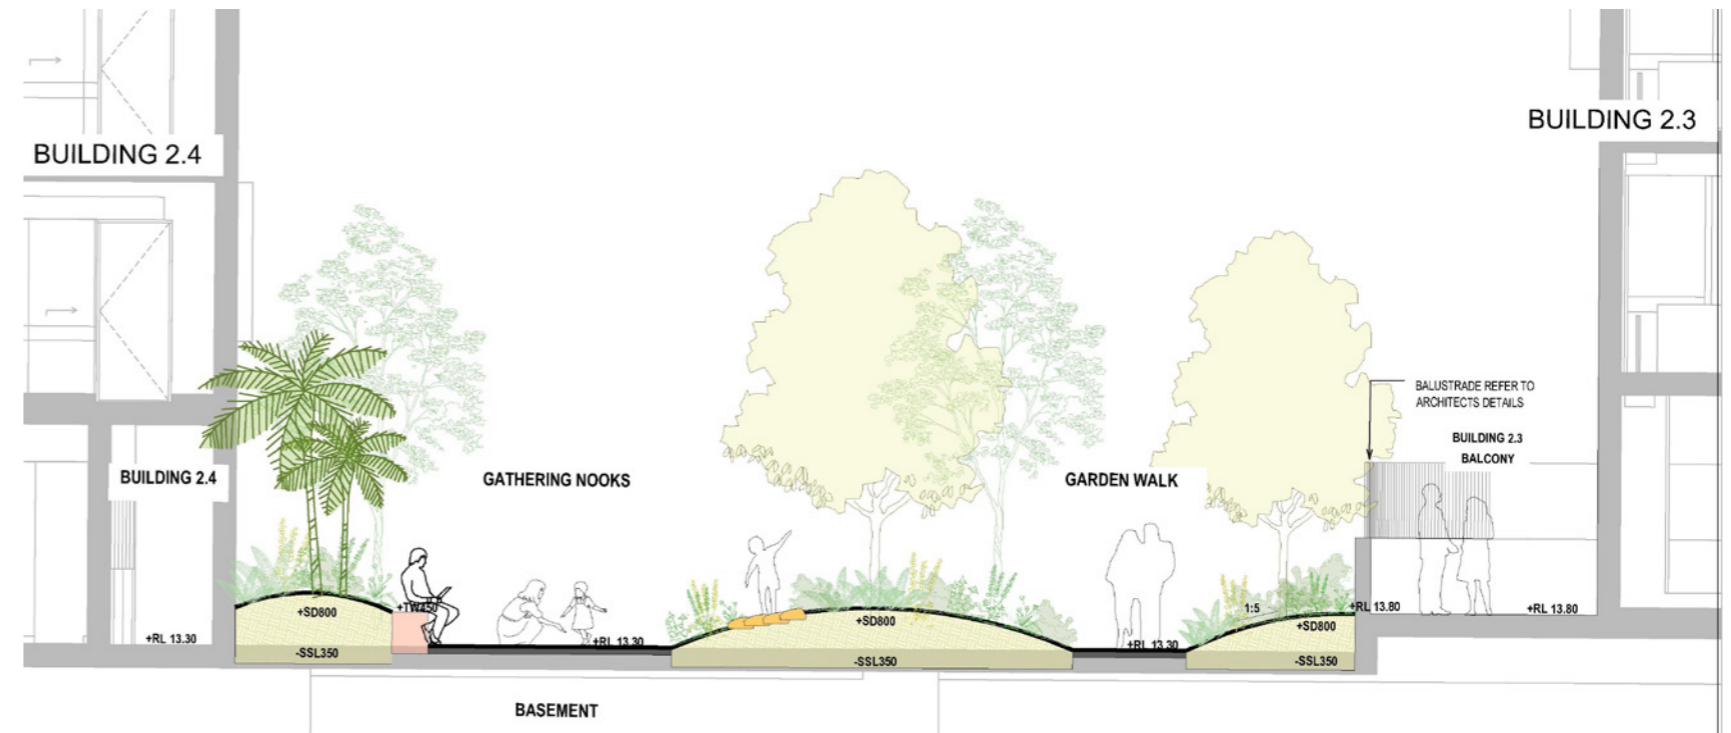 BUILDING 2.3
BUILDING 2.4
BALUSTRADE REFER TO
ARCHITECTS DETAILS
BUILDING 2.3
BALCONY
BUILDING 2.4
GATHERING NOOKS
GARDEN WALK
+SD800
+TW450
+RL 13.30
+RL 13.30
+SD800
+RL 13.30
1:5
+SD800
+RL 13.80
+RL 13.80
-SSL350
-SSL350
-SSL350
BASEMENT